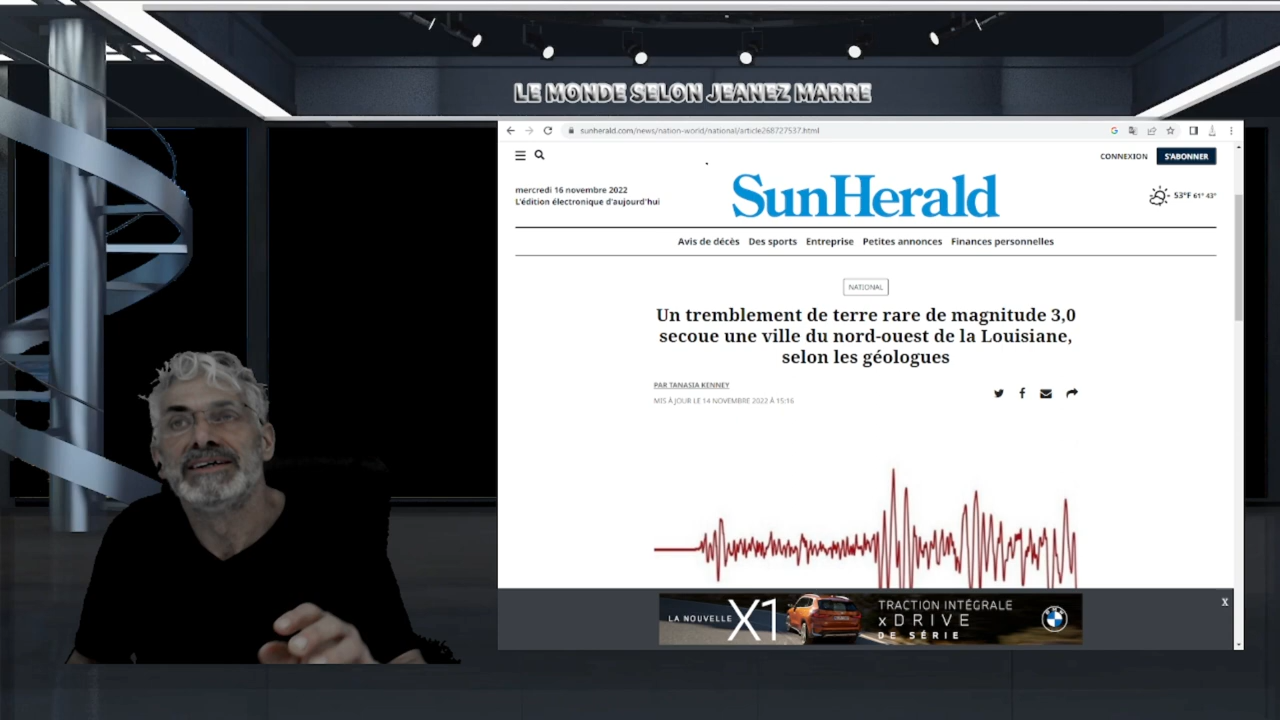 LE MONDE SELON JEANEZ MARRE
sunherald.com/news/nation-world/national/article268727537.html
CONNEXION S'ABONNER
mercredi 16 novembre 2022
L'édition électronique d'aujourd'hui
SunHerald
53°F 61° 43°
Avis de décès Des sports Entreprise Petites annonces Finances personnelles
NATIONAL
Un tremblement de terre rare de magnitude 3,0
secoue une ville du nord-ouest de la Louisiane,
selon les géologues
PAR TANASIA KENNEY
MIS À JOUR LE 14 NOVEMBRE 2022 À 15:16
X
LA NOUVELLE X1
TRACTION INTÉGRALE
xDRIVE
DE SÉRIE